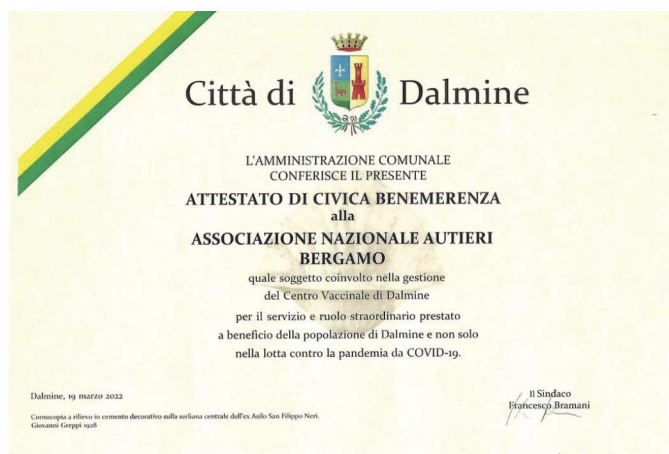 Città di Dalmine
L'AMMINISTRAZIONE COMUNALE
CONFERISCE IL PRESENTE
ATTESTATO DI CIVICA BENEMERENZA
alla
ASSOCIAZIONE NAZIONALE AUTIERI
BERGAMO
quale soggetto coinvolto nella gestione
del Centro Vaccinale di Dalmine
per il servizio e ruolo straordinario prestato
a beneficio della popolazione di Dalmine e non solo
nella lotta contro la pandemia da COVID-19.
Dalmine, 19 marzo 2022
Cornucopia a rilievo in cemento decorativo sulla serliana centrale dell'ex Asilo San Filippo Neri.
Giovanni Greppi 1928
Il Sindaco
Francesco Bramani